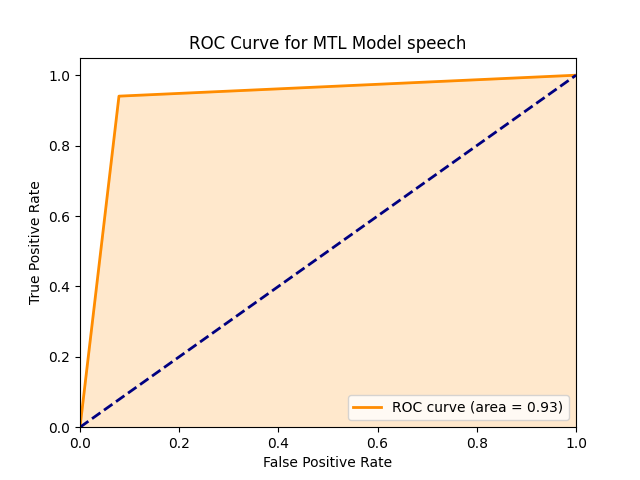 ROC Curve for MTL Model speech
1.0
0.8
0.6
0.4
0.2
0.0
True Positive Rate
ROC curve (area = 0.93)
0.0 0.2 0.4 0.6 0.8 1.0
False Positive Rate